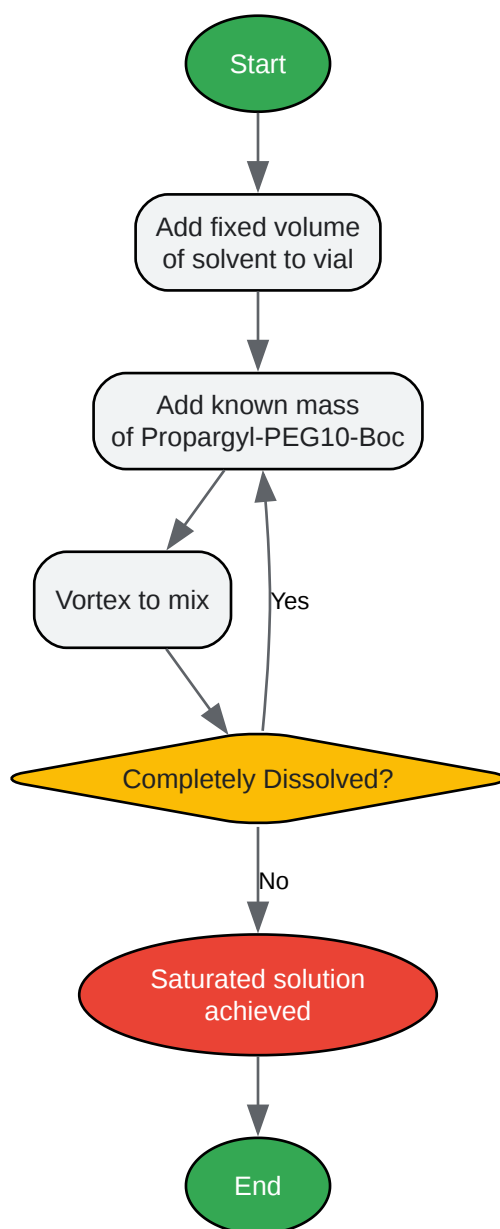 Start
Add fixed volume
of solvent to vial
Add known mass
of Propargyl-PEG10-Boc
Vortex to mix
Yes
Completely Dissolved?
No
Saturated solution
achieved
End